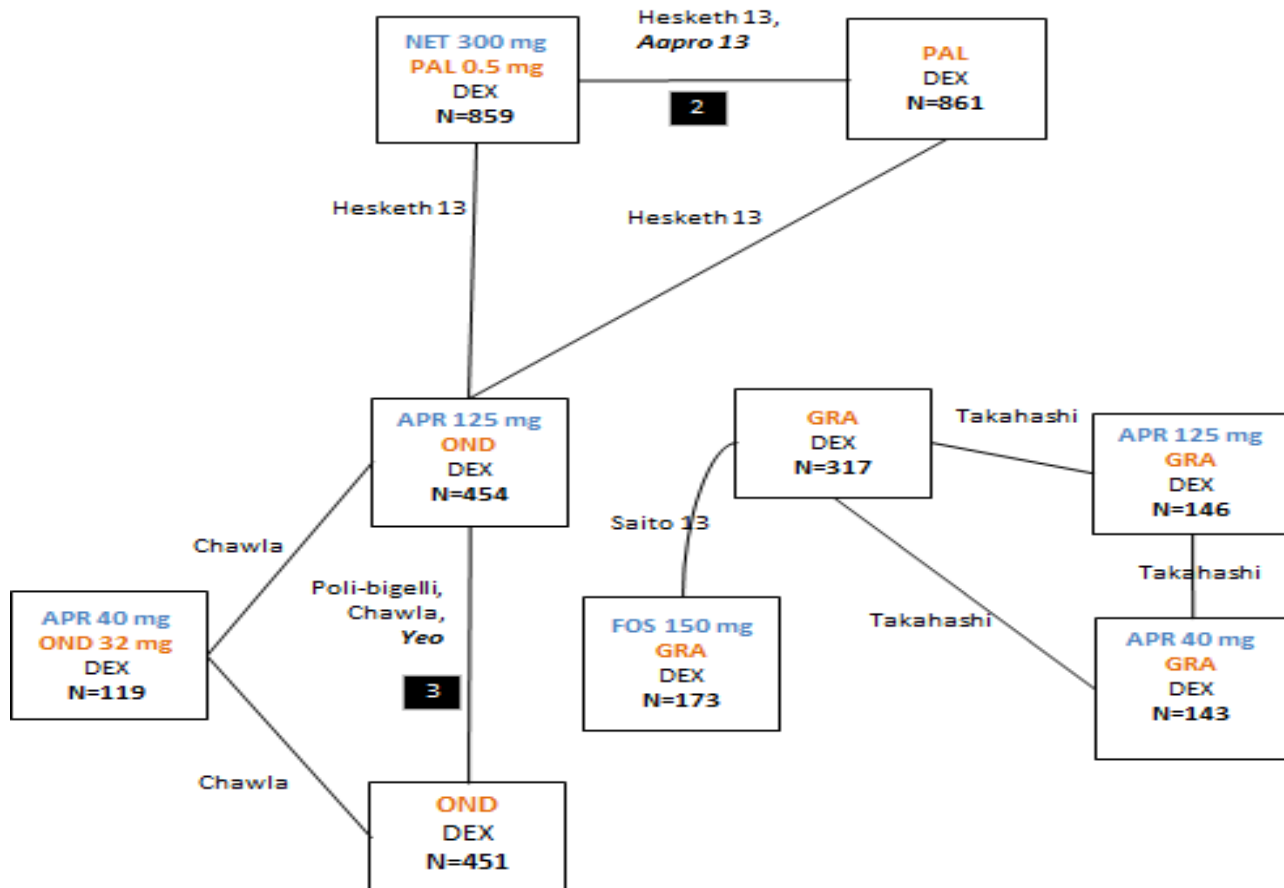 Hesketh 13,
Aapro 13
NET 300 mg
PAL 0.5 mg
DEX
N=859
2
PAL
DEX
N=861
Hesketh 13
Hesketh 13
APR 125 mg
OND
DEX
N=454
GRA
DEX
N=317
Takahashi
APR 125 mg
GRA
DEX
N=146
Saito 13
Chawla
Poli-bigelli,
Chawla,
Yeo
3
Takahashi
Takahashi
APR 40 mg
OND 32 mg
DEX
N=119
FOS 150 mg
GRA
DEX
N=173
APR 40 mg
GRA
DEX
N=143
Chawla
OND
DEX
N=451